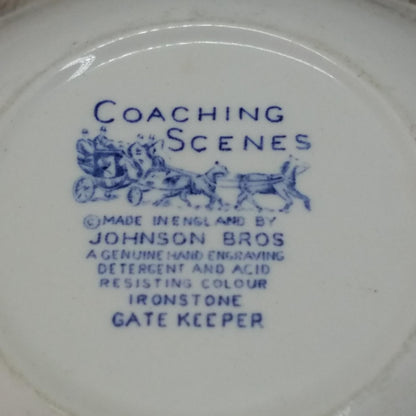 COACHING
SCENES
© MADE IN ENGLAND BY
JOHNSON BROS
A GENUINE HAND ENGRAVING
DETERGENT AND ACID
RESISTING COLOUR
IRONSTONE
GATE KEEPER